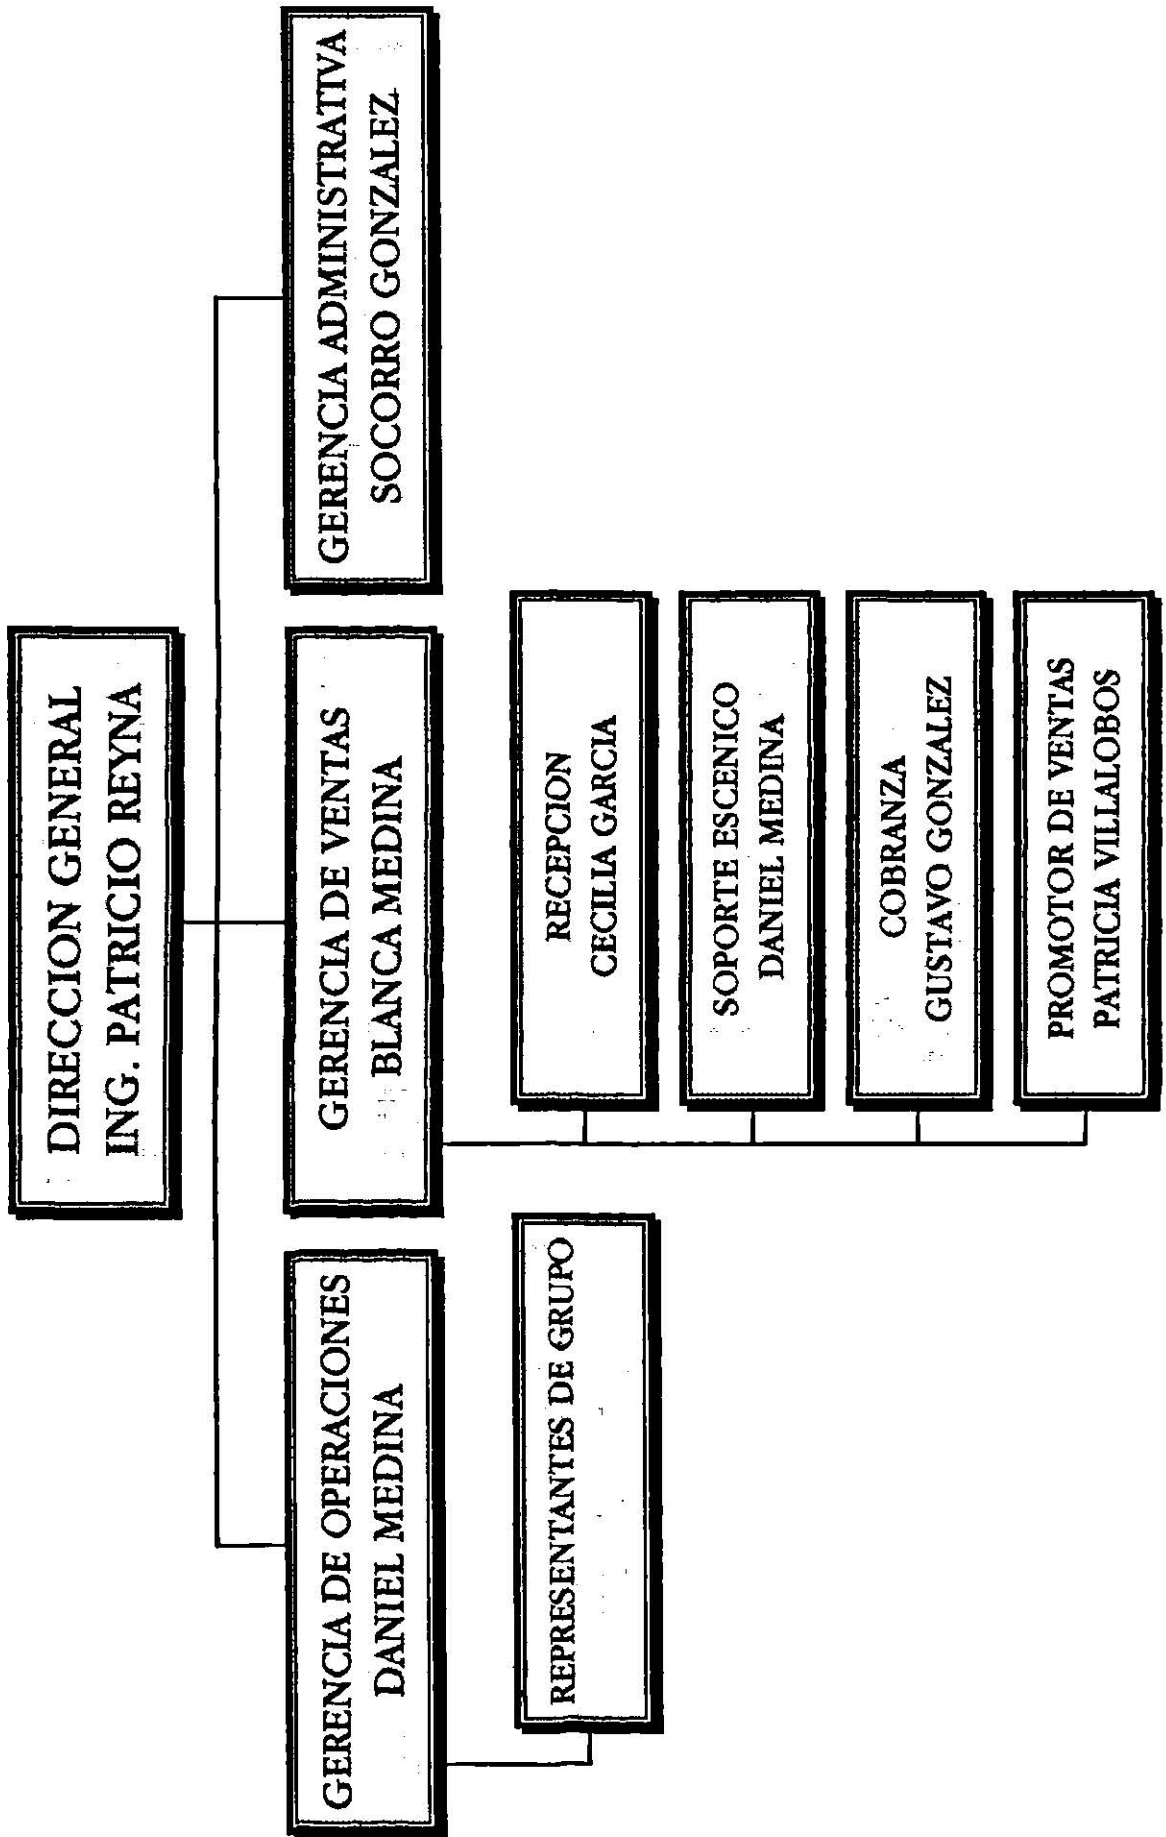 DIRECCION GENERAL
ING. PATRICIO REYNA
GERENCIA DE OPERACIONES
DANIEL MEDINA
GERENCIA DE VENTAS
BLANCA MEDINA
GERENCIA ADMINISTRATIVA
SOCORRO GONZALEZ
REPRESENTANTES DE GRUPO
RECEPCION
CECILIA GARCIA
SOPORTE ESCENICO
DANIEL MEDINA
COBRANZA
GUSTAVO GONZALEZ
PROMOTOR DE VENTAS
PATRICIA VILLALOBOS